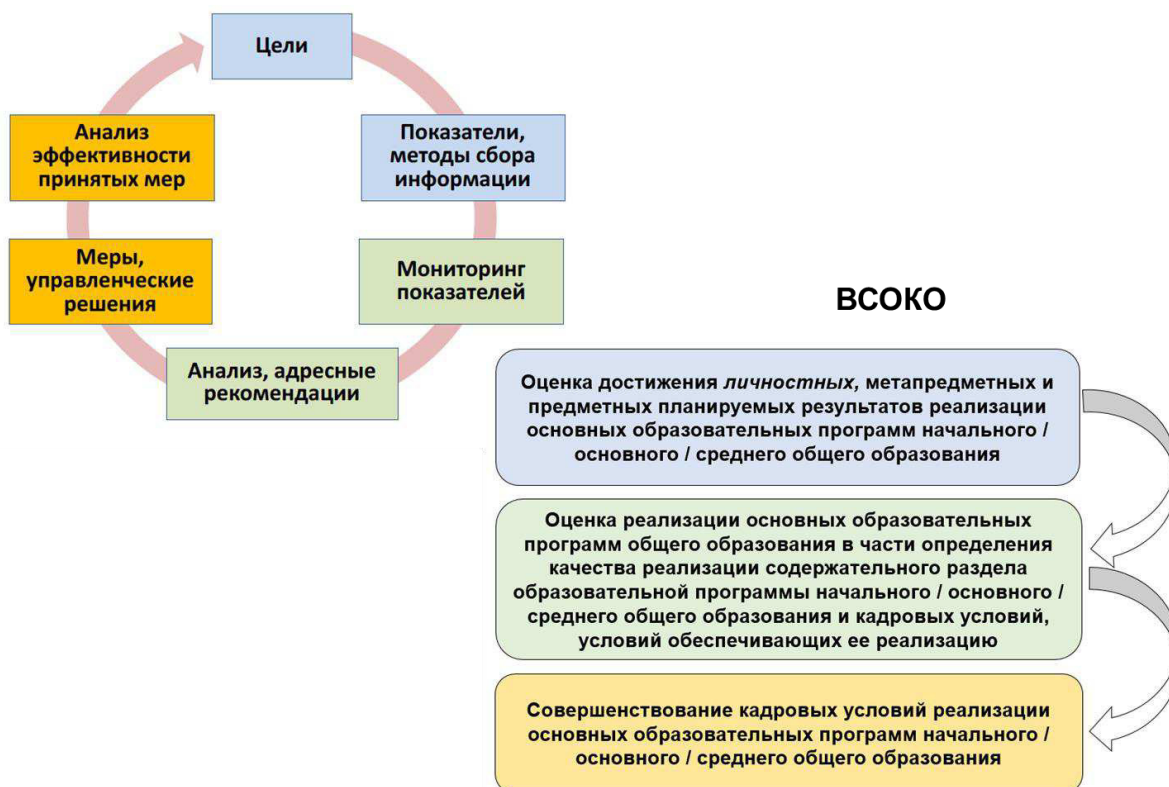 Цели
Показатели,
методы сбора
информации
Мониторинг
показателей
Анализ, адресные
рекомендации
Меры,
управленческие
решения
Анализ
эффективности
принятых мер
ВСОКО
Оценка достижения личностных, метапредметных и
предметных планируемых результатов реализации
основных образовательных программ начального /
основного / среднего общего образования
Оценка реализации основных образовательных
программ общего образования в части определения
качества реализации содержательного раздела
образовательной программы начального / основного /
среднего общего образования и кадровых условий,
условий обеспечивающих ее реализацию
Совершенствование кадровых условий реализации
основных образовательных программ начального /
основного / среднего общего образования